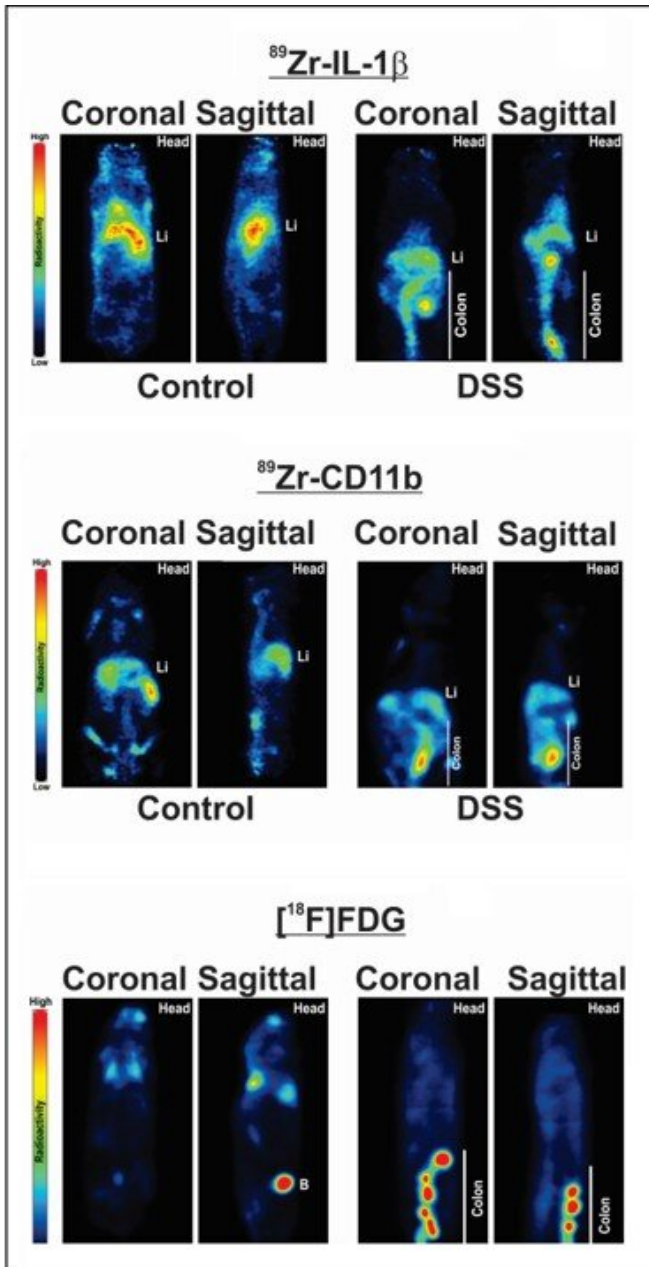 ⁸⁹Zr-IL-1β
Coronal Sagittal Coronal Sagittal
High Head Head Head Head
Radioactivity
Li Li Li Li
Colon Colon
Low
Control DSS
⁸⁹Zr-CD11b
Coronal Sagittal Coronal Sagittal
High Head Head Head Head
Radioactivity
Li Li Li Li
Colon Colon
Low
Control DSS
[¹⁸F]FDG
Coronal Sagittal Coronal Sagittal
High Head Head Head Head
Radioactivity
B
Colon Colon